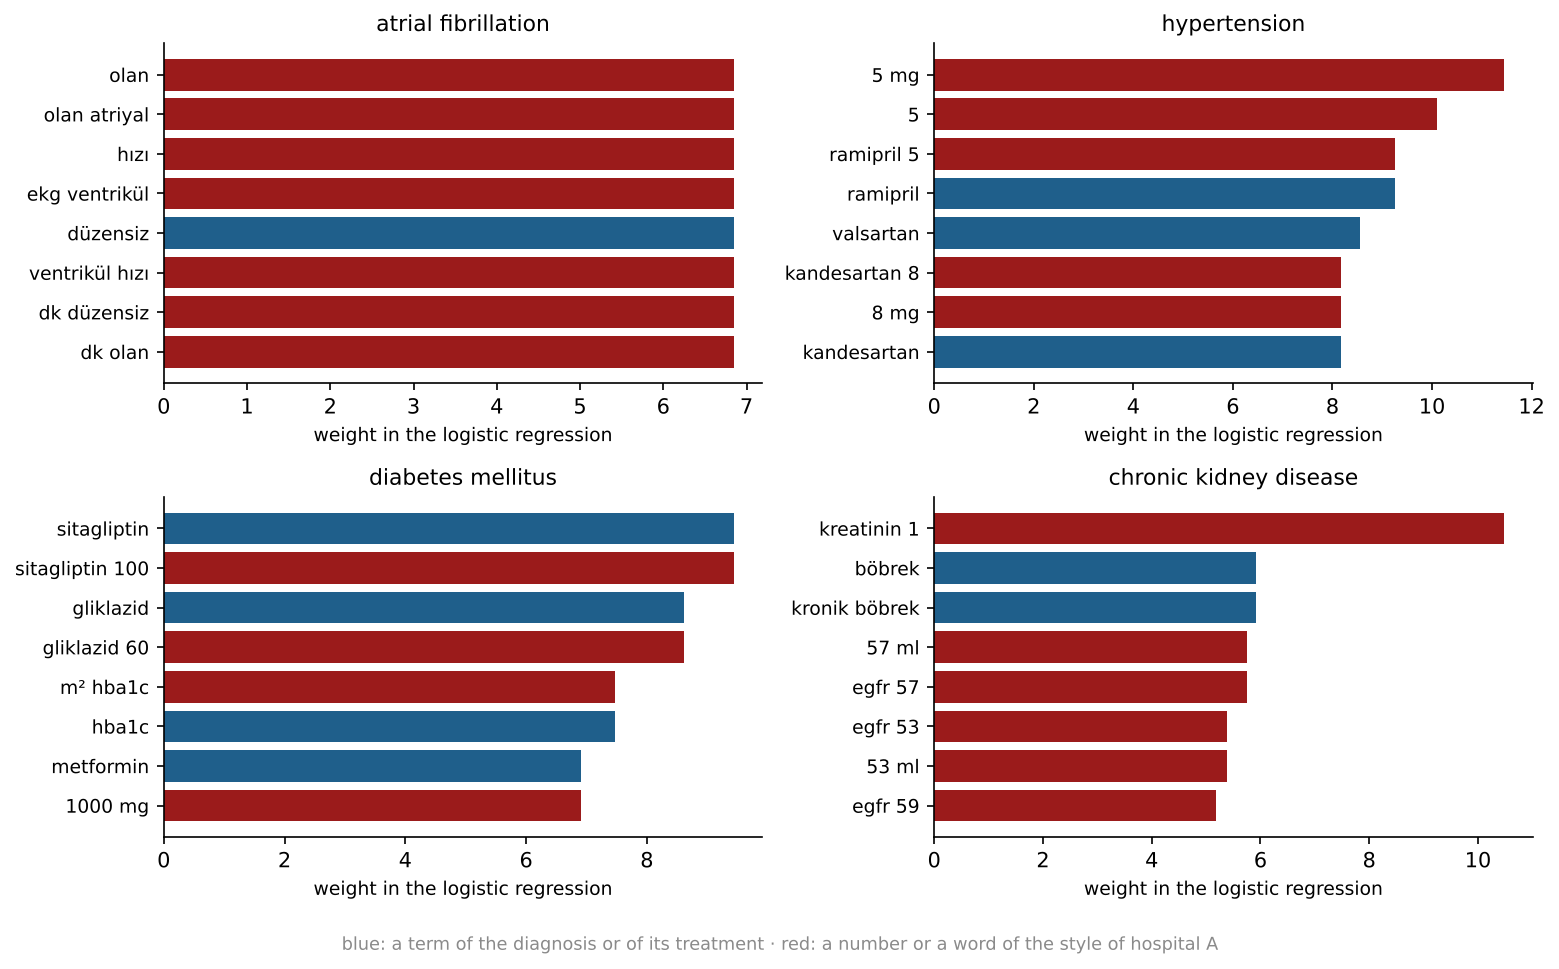 atrial fibrillation
olan
olan atriyal
hızı
ekg ventrikül
düzensiz
ventrikül hızı
dk düzensiz
dk olan
0 1 2 3 4 5 6 7
weight in the logistic regression
hypertension
5 mg
5
ramipril 5
ramipril
valsartan
kandesartan 8
8 mg
kandesartan
0 2 4 6 8 10 12
weight in the logistic regression
diabetes mellitus
sitagliptin
sitagliptin 100
gliklazid
gliklazid 60
m² hba1c
hba1c
metformin
1000 mg
0 2 4 6 8
weight in the logistic regression
chronic kidney disease
kreatinin 1
böbrek
kronik böbrek
57 ml
egfr 57
egfr 53
53 ml
egfr 59
0 2 4 6 8 10
weight in the logistic regression
blue: a term of the diagnosis or of its treatment · red: a number or a word of the style of hospital A